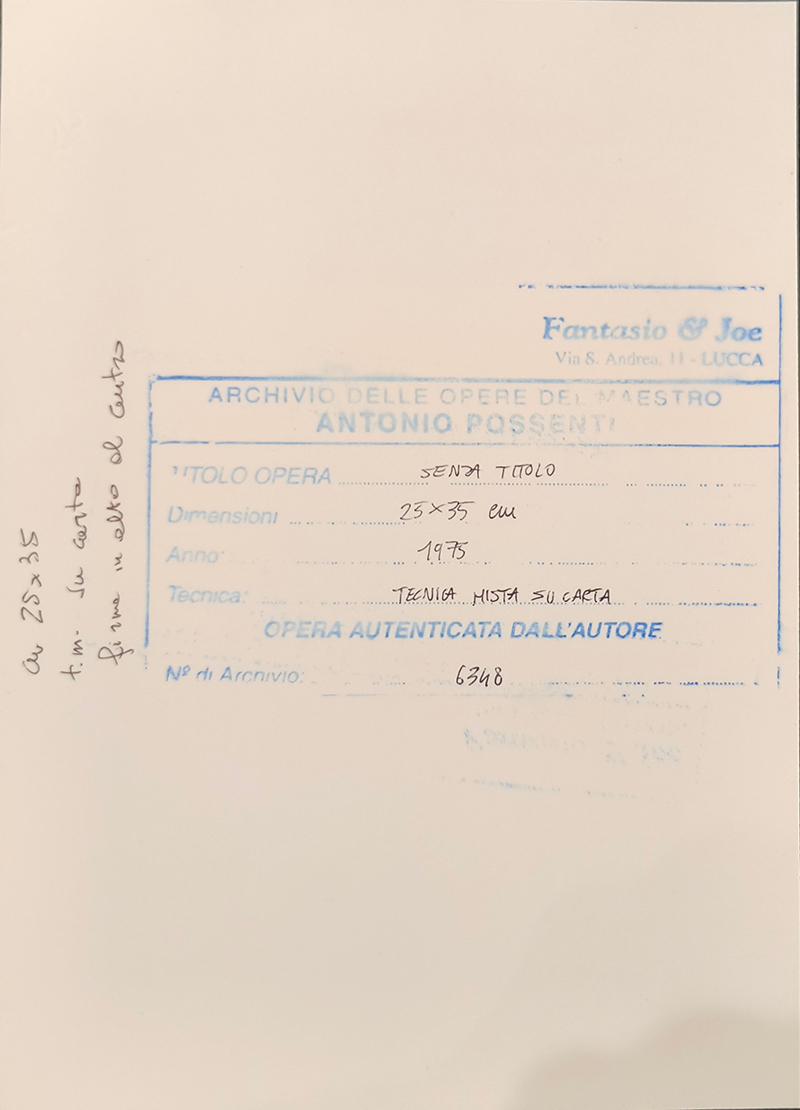 Fantasio & Joe
Via S. Andrea, 11 - LUCCA
ARCHIVIO DELLE OPERE DEL MAESTRO
ANTONIO POSSENTI
TITOLO OPERA SENZA TITOLO
Dimensioni 25×35 cm
Anno: 1975
Tecnica: TECNICA MISTA SU CARTA
OPERA AUTENTICATA DALL'AUTORE
Nº di Archivio: 6348
cm 25x35
t.m. su carta
firma in alto al centro